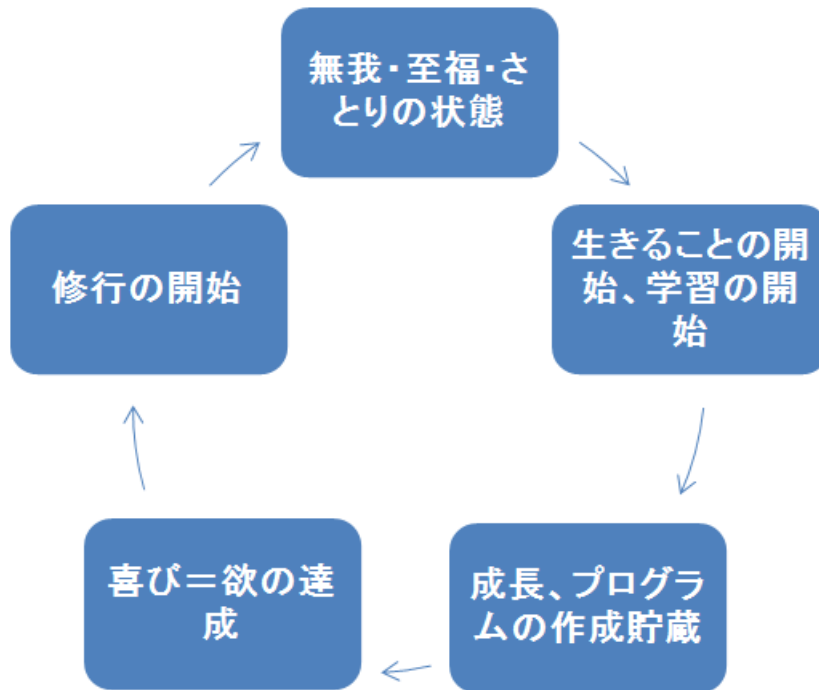 無我・至福・さ
とりの状態
生きることの開
始、学習の開
始
成長、プログラ
ムの作成貯蔵
喜び＝欲の達
成
修行の開始